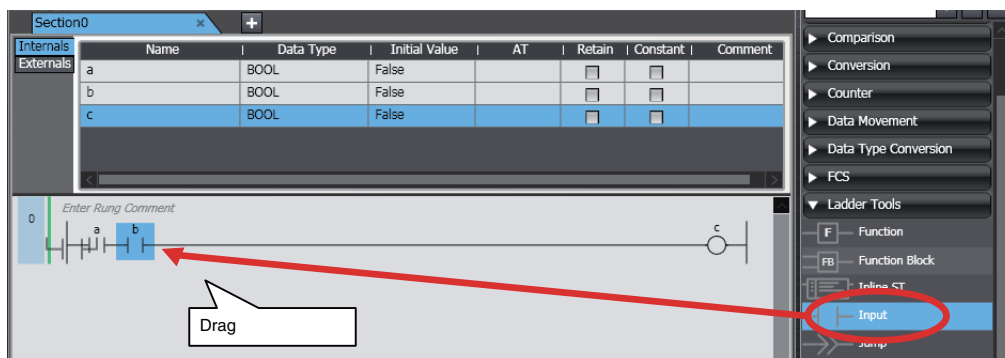 Section0 × +
Internals
Externals
Name Data Type Initial Value AT Retain Constant Comment
a BOOL False
b BOOL False
c BOOL False
0 Enter Rung Comment
a b c
Drag
Comparison
Conversion
Counter
Data Movement
Data Type Conversion
FCS
Ladder Tools
F Function
FB Function Block
Inline ST
Input
Jump